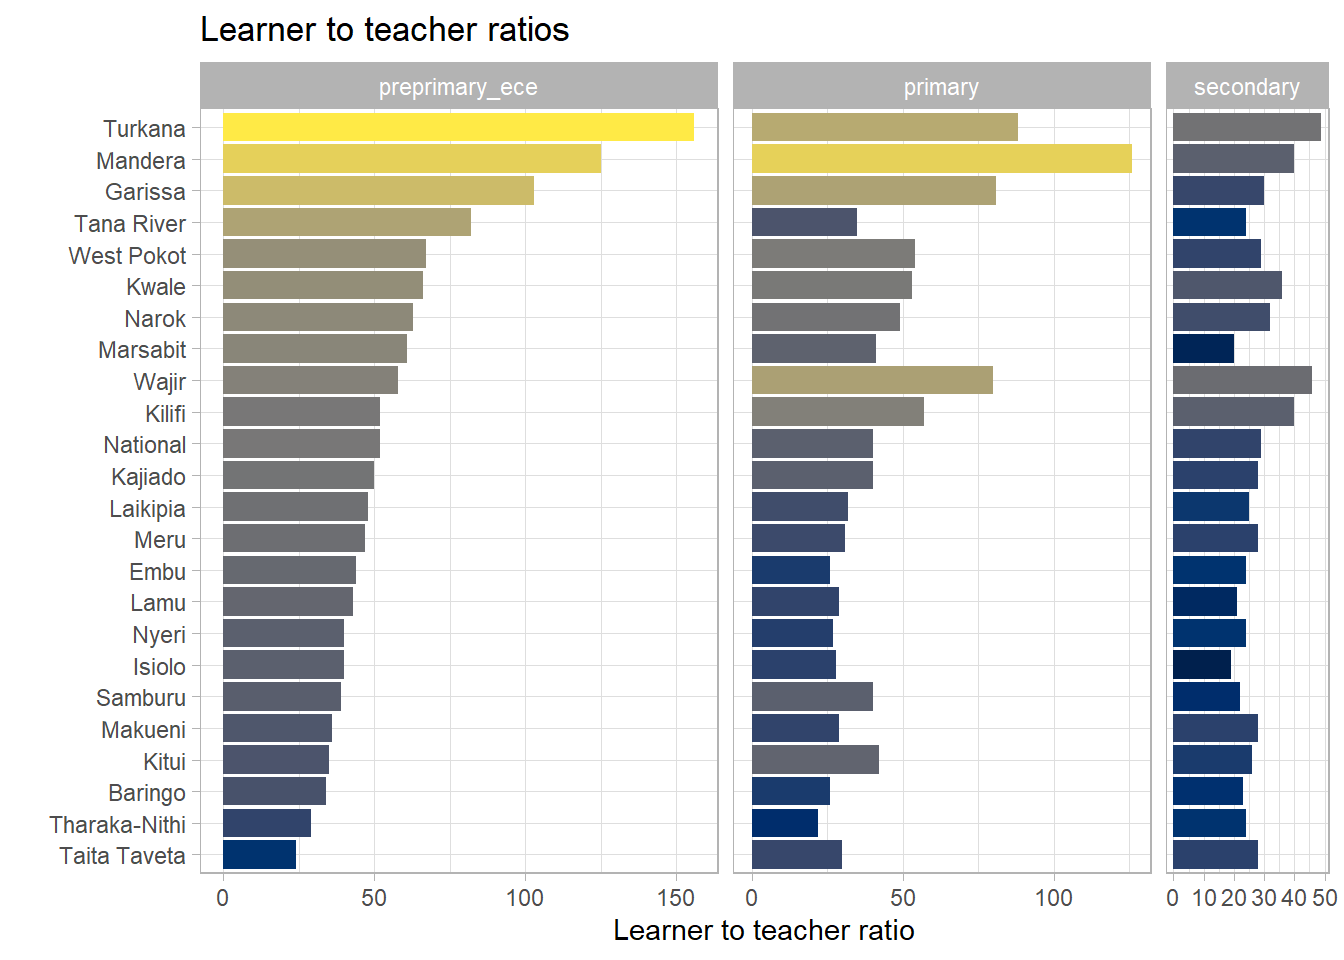 Learner to teacher ratios
preprimary_ece primary secondary
Turkana
Mandera
Garissa
Tana River
West Pokot
Kwale
Narok
Marsabit
Wajir
Kilifi
National
Kajiado
Laikipia
Meru
Embu
Lamu
Nyeri
Isiolo
Samburu
Makueni
Kitui
Baringo
Tharaka-Nithi
Taita Taveta
0 50 100 150 0 50 100 0 10 20 30 40 50
Learner to teacher ratio